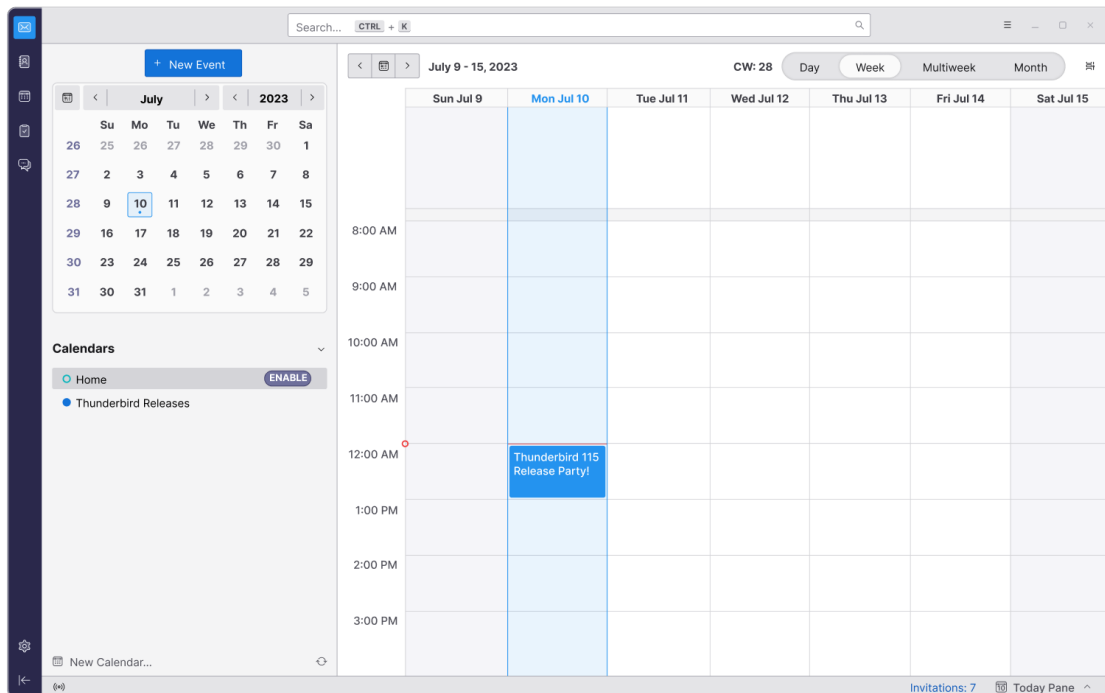 Search... CTRL + K
+ New Event
July 9 - 15, 2023 CW: 28 Day Week Multiweek Month
July 2023
Su Mo Tu We Th Fr Sa
26 25 26 27 28 29 30 1
27 2 3 4 5 6 7 8
28 9 10 11 12 13 14 15
29 16 17 18 19 20 21 22
30 23 24 25 26 27 28 29
31 30 31 1 2 3 4 5
Calendars
Home ENABLE
Thunderbird Releases
New Calendar...
Sun Jul 9 Mon Jul 10 Tue Jul 11 Wed Jul 12 Thu Jul 13 Fri Jul 14 Sat Jul 15
8:00 AM
9:00 AM
10:00 AM
11:00 AM
12:00 AM
Thunderbird 115
Release Party!
1:00 PM
2:00 PM
3:00 PM
Invitations: 7 10 Today Pane